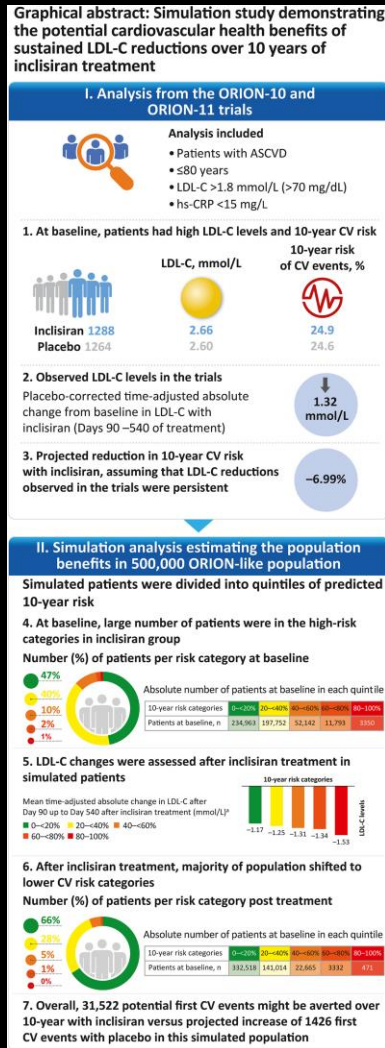 Graphical abstract: Simulation study demonstrating
the potential cardiovascular health benefits of
sustained LDL-C reductions over 10 years of
inclisiran treatment
I. Analysis from the ORION-10 and
ORION-11 trials
Analysis included
• Patients with ASCVD
• ≤80 years
• LDL-C >1.8 mmol/L (>70 mg/dL)
• hs-CRP <15 mg/L
1. At baseline, patients had high LDL-C levels and 10-year CV risk
LDL-C, mmol/L
10-year risk
of CV events, %
Inclisiran 1288 2.66 24.9
Placebo 1264 2.60 24.6
2. Observed LDL-C levels in the trials
Placebo-corrected time-adjusted absolute
change from baseline in LDL-C with
inclisiran (Days 90 –540 of treatment)
1.32
mmol/L
3. Projected reduction in 10-year CV risk
with inclisiran, assuming that LDL-C reductions
observed in the trials were persistent
–6.99%
II. Simulation analysis estimating the population
benefits in 500,000 ORION-like population
Simulated patients were divided into quintiles of predicted
10-year risk
4. At baseline, large number of patients were in the high-risk
categories in inclisiran group
Number (%) of patients per risk category at baseline
47%
40%
10%
2%
1%
Absolute number of patients at baseline in each quintile
10-year risk categories 0–<20% 20–<40% 40–<60% 60–<80% 80–100%
Patients at baseline, n 234,963 197,752 52,142 11,793 3350
5. LDL-C changes were assessed after inclisiran treatment in
simulated patients
Mean time-adjusted absolute change in LDL-C after
Day 90 up to Day 540 after inclisiran treatment (mmol/L)ᵃ
0–<20% 20–<40% 40–<60%
60–<80% 80–100%
10-year risk categories
–1.17 –1.25 –1.31 –1.34 –1.53
LDL-C levels
6. After inclisiran treatment, majority of population shifted to
lower CV risk categories
Number (%) of patients per risk category post treatment
66%
28%
5%
1%
0%
Absolute number of patients at baseline in each quintile
10-year risk categories 0–<20% 20–<40% 40–<60% 60–<80% 80–100%
Patients at baseline, n 332,518 141,014 22,665 3332 471
7. Overall, 31,522 potential first CV events might be averted over
10-year with inclisiran versus projected increase of 1426 first
CV events with placebo in this simulated population